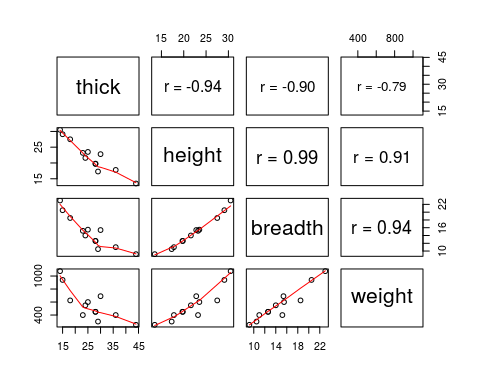 15 20 25 30
400 800
thick
r = -0.94
r = -0.90
r = -0.79
15 30 45
15 25
height
r = 0.99
r = 0.91
breadth
r = 0.94
10 14 18 22
400 1000
weight
15 25 35 45
10 14 18 22